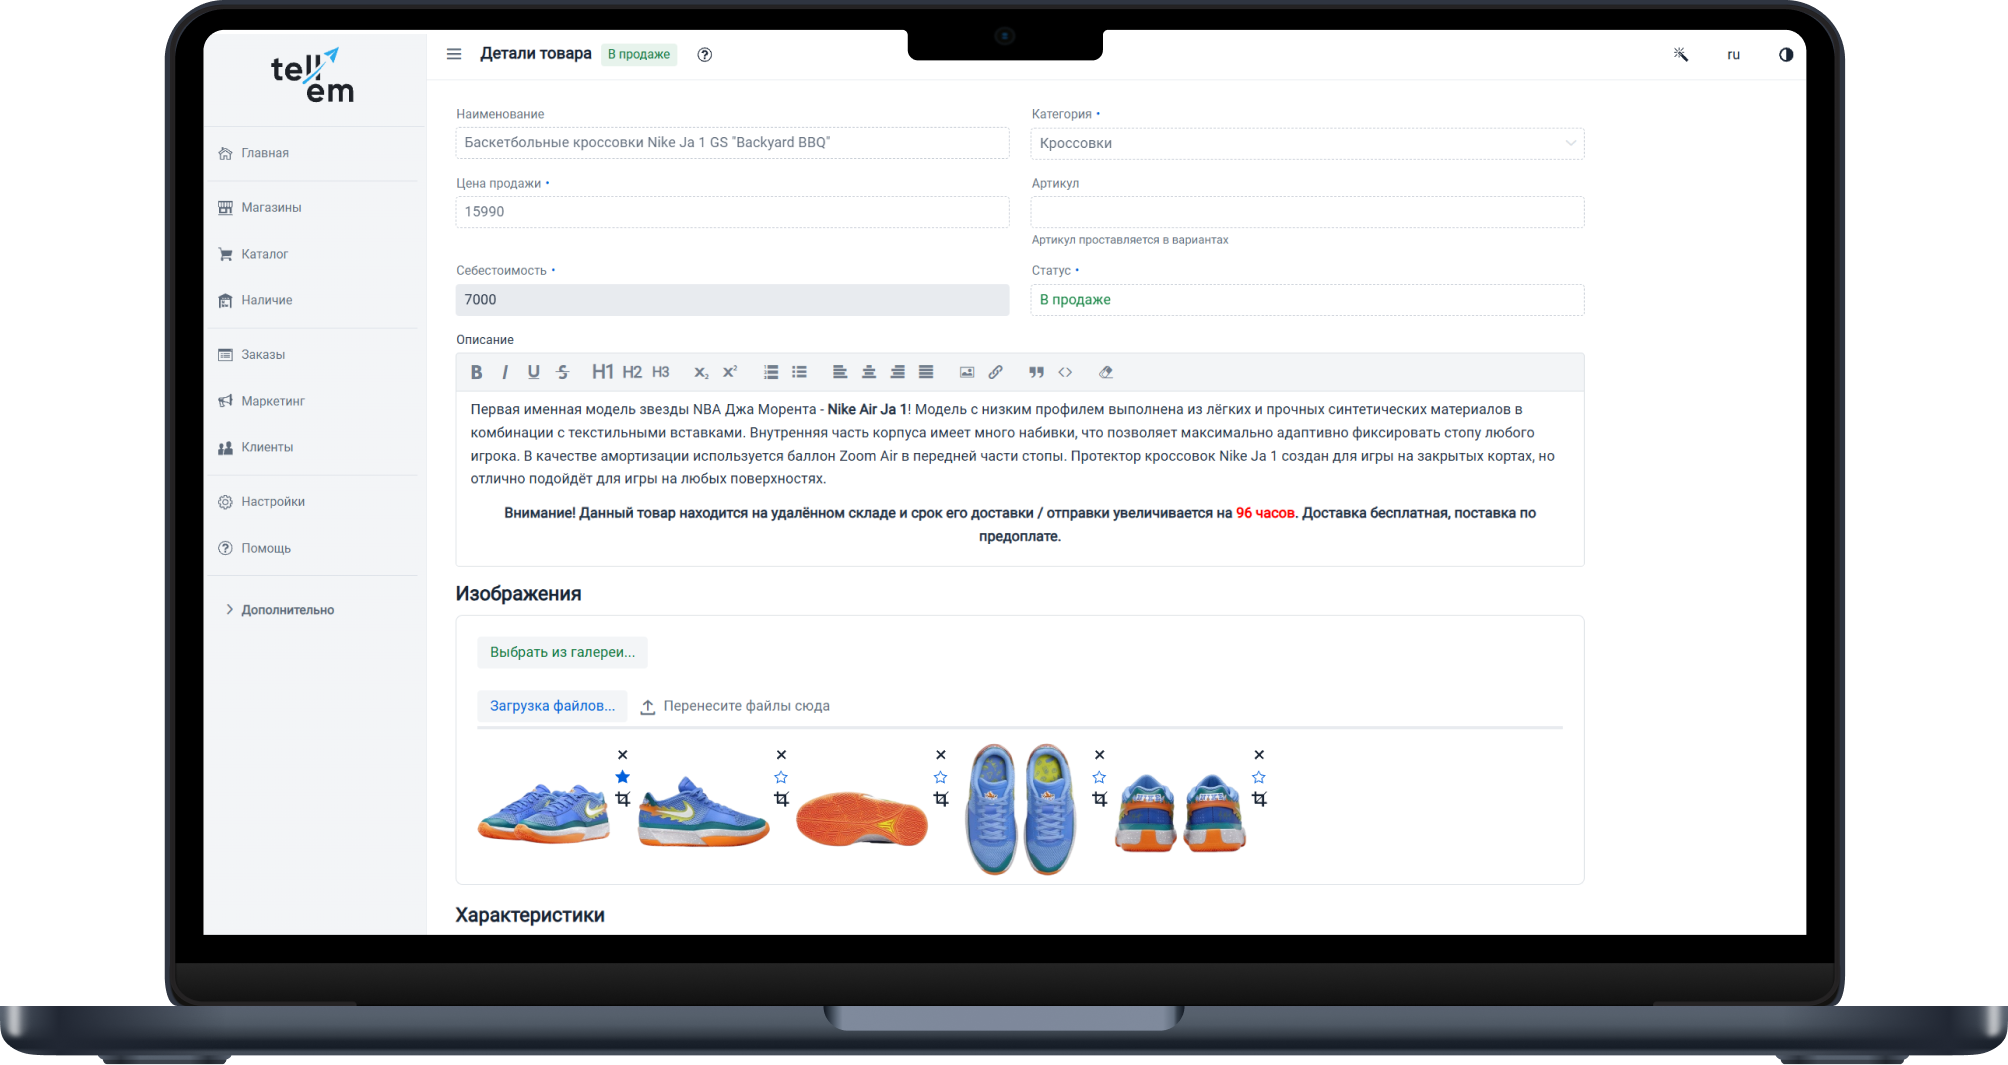 tell
em
Детали товара
В продаже
ru
Главная
Магазины
Каталог
Наличие
Заказы
Маркетинг
Клиенты
Настройки
Помощь
Дополнительно
Наименование
Категория •
Баскетбольные кроссовки Nike Ja 1 GS "Backyard BBQ"
Кроссовки
Цена продажи •
Артикул
15990
Артикул проставляется в вариантах
Себестоимость •
Статус •
7000
В продаже
Описание
B I U S H1 H2 H3 x₂ x²
Первая именная модель звезды NBA Джа Морента - Nike Air Ja 1! Модель с низким профилем выполнена из лёгких и прочных синтетических материалов в
комбинации с текстильными вставками. Внутренняя часть корпуса имеет много набивки, что позволяет максимально адаптивно фиксировать стопу любого
игрока. В качестве амортизации используется баллон Zoom Air в передней части стопы. Протектор кроссовок Nike Ja 1 создан для игры на закрытых кортах, но
отлично подойдёт для игры на любых поверхностях.
Внимание! Данный товар находится на удалённом складе и срок его доставки / отправки увеличивается на 96 часов. Доставка бесплатная, поставка по
предоплате.
Изображения
Выбрать из галереи...
Загрузка файлов...
Перенесите файлы сюда
Характеристики